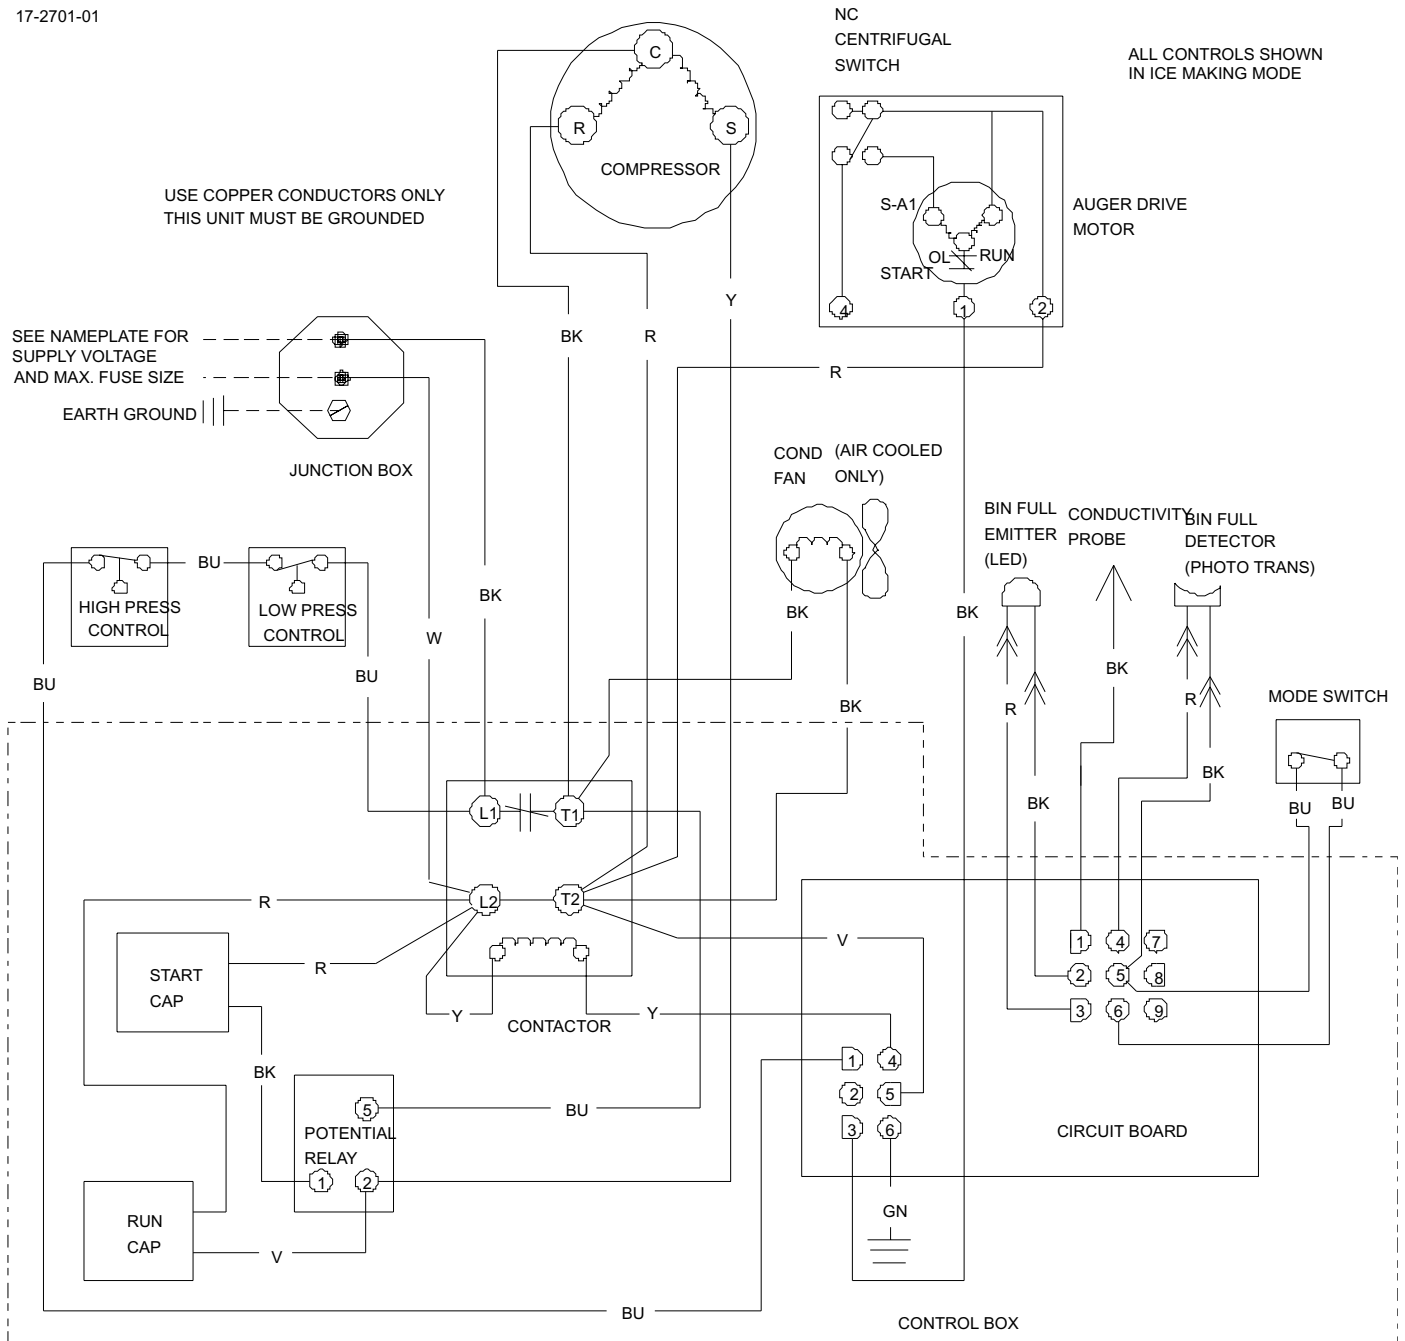 17-2701-01
NC
CENTRIFUGAL
SWITCH
ALL CONTROLS SHOWN
IN ICE MAKING MODE
C
R
S
COMPRESSOR
USE COPPER CONDUCTORS ONLY
THIS UNIT MUST BE GROUNDED
S-A1
AUGER DRIVE
MOTOR
OL
RUN
START
4
1
2
Y
SEE NAMEPLATE FOR
SUPPLY VOLTAGE
AND MAX. FUSE SIZE
EARTH GROUND
JUNCTION BOX
BK
R
R
COND
FAN
(AIR COOLED
ONLY)
BIN FULL
EMITTER
(LED)
CONDUCTIVITY
PROBE
BIN FULL
DETECTOR
(PHOTO TRANS)
BU
HIGH PRESS
CONTROL
LOW PRESS
CONTROL
BK
W
BK
BK
BU
BU
BK
BK
R
R
MODE SWITCH
BK
BK
BU
BU
L1
T1
L2
T2
R
R
START
CAP
V
Y
CONTACTOR
Y
1
4
7
2
5
8
3
6
9
BK
1
4
2
5
3
6
5
BU
POTENTIAL
RELAY
1
2
CIRCUIT BOARD
RUN
CAP
V
GN
BU
CONTROL BOX